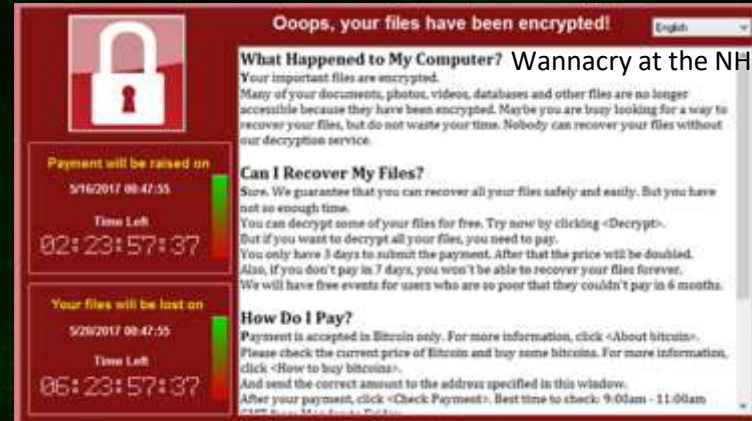 Ooops, your files have been encrypted!
English
What Happened to My Computer? Wannacry at the NH
Your important files are encrypted.
Many of your documents, photos, videos, databases and other files are no longer
accessible because they have been encrypted. Maybe you are busy looking for a way to
recover your files, but do not waste your time. Nobody can recover your files without
our decryption service.
Can I Recover My Files?
Sure. We guarantee that you can recover all your files safely and easily. But you have
not so enough time.
You can decrypt some of your files for free. Try now by clicking <Decrypt>.
But if you want to decrypt all your files, you need to pay.
You only have 3 days to submit the payment. After that the price will be doubled.
Also, if you don't pay in 7 days, you won't be able to recover your files forever.
We will have free events for users who are so poor that they couldn't pay in 6 months.
How Do I Pay?
Payment is accepted in Bitcoin only. For more information, click <About bitcoin>.
Please check the current price of Bitcoin and buy some bitcoins. For more information,
click <How to buy bitcoins>.
And send the correct amount to the address specified in this window.
After your payment, click <Check Payment>. Best time to check: 9:00am - 11:00am
GMT from Monday to Friday.
Payment will be raised on
5/16/2017 00:47:55
Time Left
02:23:57:37
Your files will be lost on
5/20/2017 00:47:55
Time Left
06:23:57:37